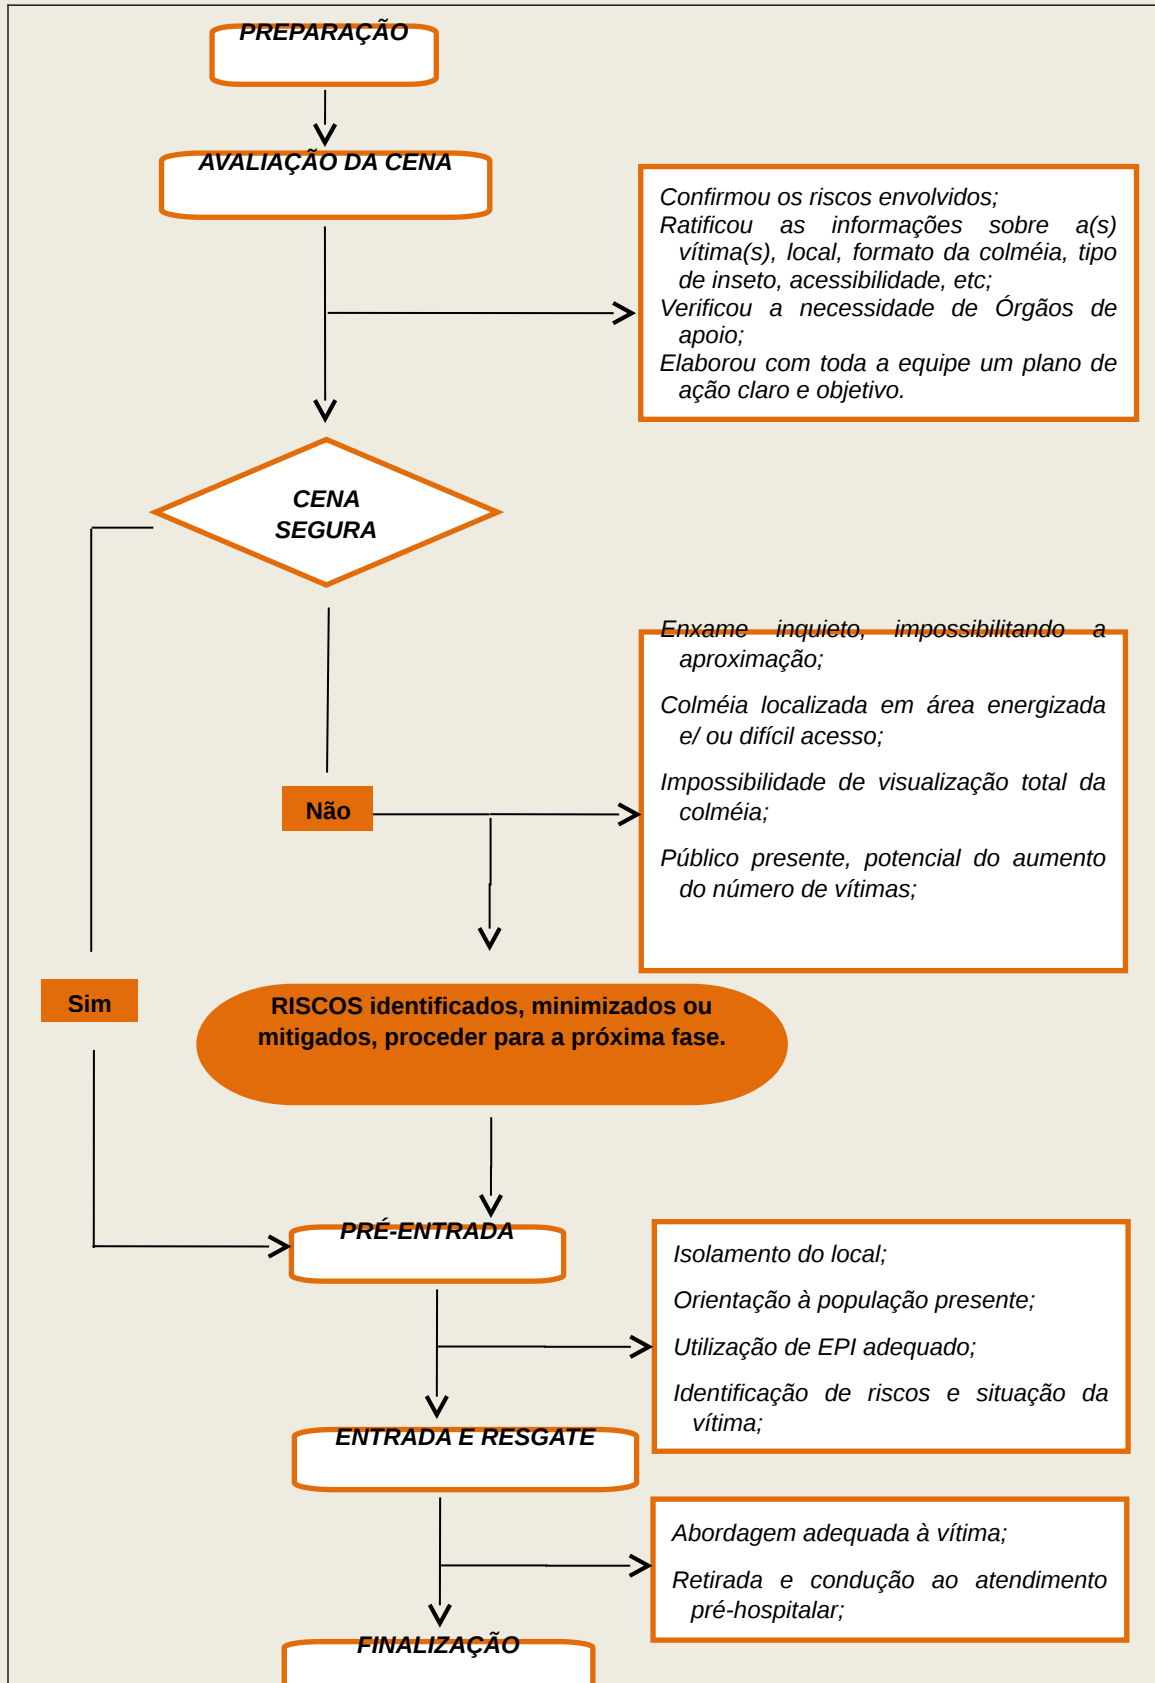 PREPARAÇÃO
AVALIAÇÃO DA CENA
Confirmou os riscos envolvidos;
Ratificou as informações sobre a(s)
vítima(s), local, formato da colméia, tipo
de inseto, acessibilidade, etc;
Verificou a necessidade de Órgãos de
apoio;
Elaborou com toda a equipe um plano de
ação claro e objetivo.
CENA
SEGURA
Enxame inquieto, impossibilitando a
aproximação;
Colméia localizada em área energizada
e/ ou difícil acesso;
Impossibilidade de visualização total da
colméia;
Público presente, potencial do aumento
do número de vítimas;
Não
Sim
RISCOS identificados, minimizados ou
mitigados, proceder para a próxima fase.
PRÉ-ENTRADA
Isolamento do local;
Orientação à população presente;
Utilização de EPI adequado;
Identificação de riscos e situação da
vítima;
ENTRADA E RESGATE
Abordagem adequada à vítima;
Retirada e condução ao atendimento
pré-hospitalar;
FINALIZAÇÃO